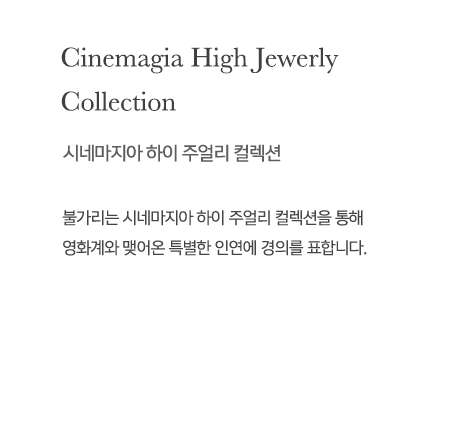 Cinemagia High Jewerly
Collection
시네마지아 하이 주얼리 컬렉션
불가리는 시네마지아 하이 주얼리 컬렉션을 통해
영화계와 맺어온 특별한 인연에 경의를 표합니다.